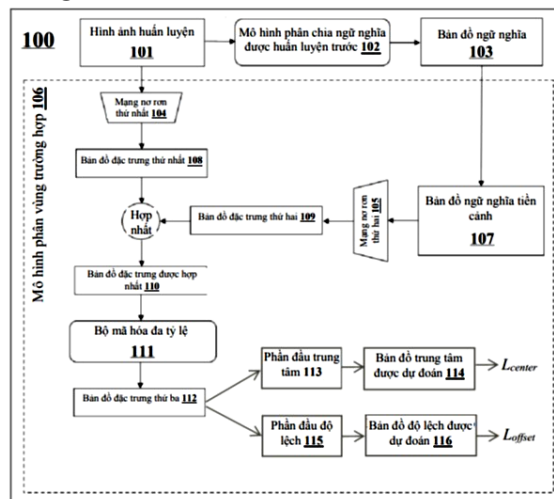 100
Hình ảnh huấn luyện
101
Mô hình phân chia ngữ nghĩa
được huấn luyện trước 102
Bản đồ ngữ nghĩa
103
Mô hình phân vùng trường hợp 106
Mạng nơ rơn
thứ nhất 104
Bản đồ đặc trưng thứ nhất 108
Hợp
nhất
Bản đồ đặc trưng thứ hai 109
Mạng nơ rơn
thứ hai 105
Bản đồ ngữ nghĩa tiền
cảnh
107
Bản đồ đặc trưng được hợp
nhất 110
Bộ mã hóa đa tỷ lệ
111
Bản đồ đặc trưng thứ ba 112
Phần đầu trung
tâm 113
Bản đồ trung tâm
được dự đoán 114
Lcenter
Phần đầu độ
lệch 115
Bản đồ độ lệch được
dự đoán 116
Loffset